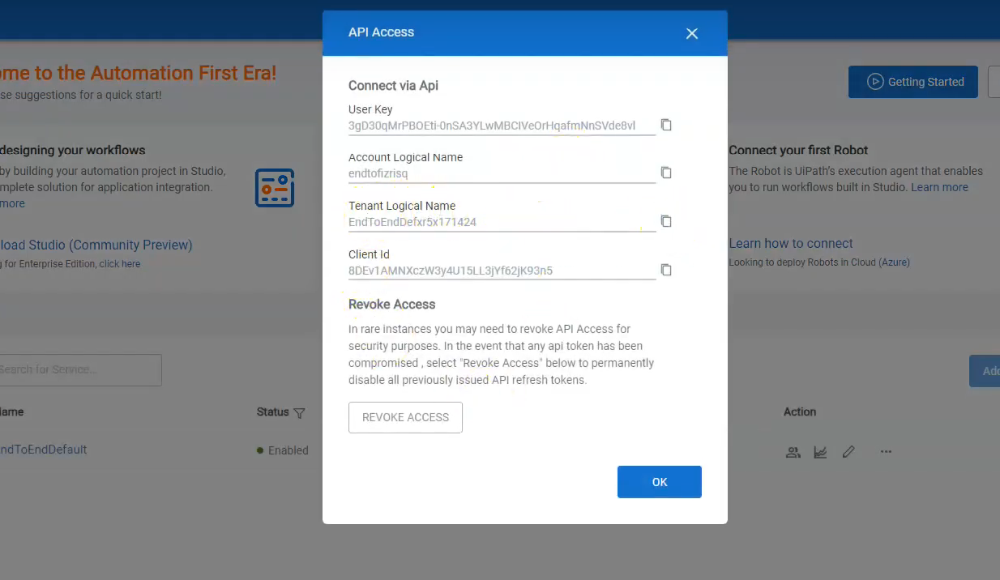 API Access
ome to the Automation First Era!
se suggestions for a quick start!
Getting Started
Connect via Api
User Key
3gD30qMrPBOEti-0nSA3YLwMBCIVeOrHqafmNnSVde8vl
Account Logical Name
endtofizrisq
Tenant Logical Name
EndToEndDefxr5x171424
Client Id
8DEv1AMNXczW3y4U15LL3jYf62jK93n5
Revoke Access
In rare instances you may need to revoke API Access for
security purposes. In the event that any api token has been
compromised , select "Revoke Access" below to permanently
disable all previously issued API refresh tokens.
REVOKE ACCESS
OK
designing your workflows
by building your automation project in Studio,
mplete solution for application integration.
more
load Studio (Community Preview)
g for Enterprise Edition, click here
Connect your first Robot
The Robot is UiPath's execution agent that enables
you to run workflows built in Studio. Learn more
Learn how to connect
Looking to deploy Robots in Cloud (Azure)
Search for Service...
Add
ame
Status
Action
ndToEndDefault
Enabled